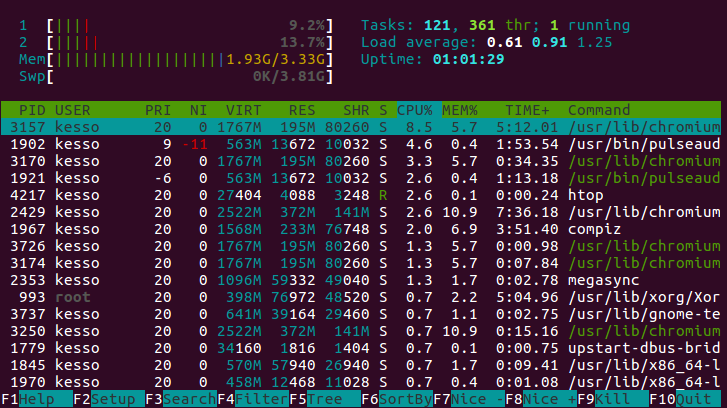 1 [|||| 9.2%] Tasks: 121, 361 thr; 1 running
2 [||||| 13.7%] Load average: 0.61 0.91 1.25
Mem[|||||||||||||||||||1.93G/3.33G] Uptime: 01:01:29
Swp[ 0K/3.81G]
PID USER PRI NI VIRT RES SHR S CPU% MEM% TIME+ Command
3157 kesso 20 0 1767M 195M 80260 S 8.5 5.7 5:12.01 /usr/lib/chromium
1902 kesso 9 -11 563M 13672 10032 S 4.6 0.4 1:53.54 /usr/bin/pulseaud
3170 kesso 20 0 1767M 195M 80260 S 3.3 5.7 0:34.35 /usr/lib/chromium
1921 kesso -6 0 563M 13672 10032 S 2.6 0.4 1:13.18 /usr/bin/pulseaud
4217 kesso 20 0 27404 4088 3248 R 2.6 0.1 0:00.24 htop
2429 kesso 20 0 2522M 372M 141M S 2.6 10.9 7:36.18 /usr/lib/chromium
1967 kesso 20 0 1568M 233M 76748 S 2.0 6.9 3:51.40 compiz
3726 kesso 20 0 1767M 195M 80260 S 1.3 5.7 0:00.98 /usr/lib/chromium
3174 kesso 20 0 1767M 195M 80260 S 1.3 5.7 0:07.84 /usr/lib/chromium
2353 kesso 20 0 1096M 59332 49040 S 1.3 1.7 0:02.78 megasync
993 root 20 0 398M 76972 48520 S 0.7 2.2 5:04.96 /usr/lib/xorg/Xor
3737 kesso 20 0 641M 39164 29460 S 0.7 1.1 0:02.75 /usr/lib/gnome-te
3250 kesso 20 0 2522M 372M 141M S 0.7 10.9 0:15.16 /usr/lib/chromium
1779 kesso 20 0 34160 1816 1404 S 0.7 0.1 0:00.75 upstart-dbus-brid
1845 kesso 20 0 570M 57940 26940 S 0.7 1.7 0:09.41 /usr/lib/x86_64-l
1970 kesso 20 0 458M 12468 11028 S 0.7 0.4 0:01.08 /usr/lib/x86_64-l
F1Help F2Setup F3SearchF4FilterF5Tree F6SortByF7Nice -F8Nice +F9Kill F10Quit